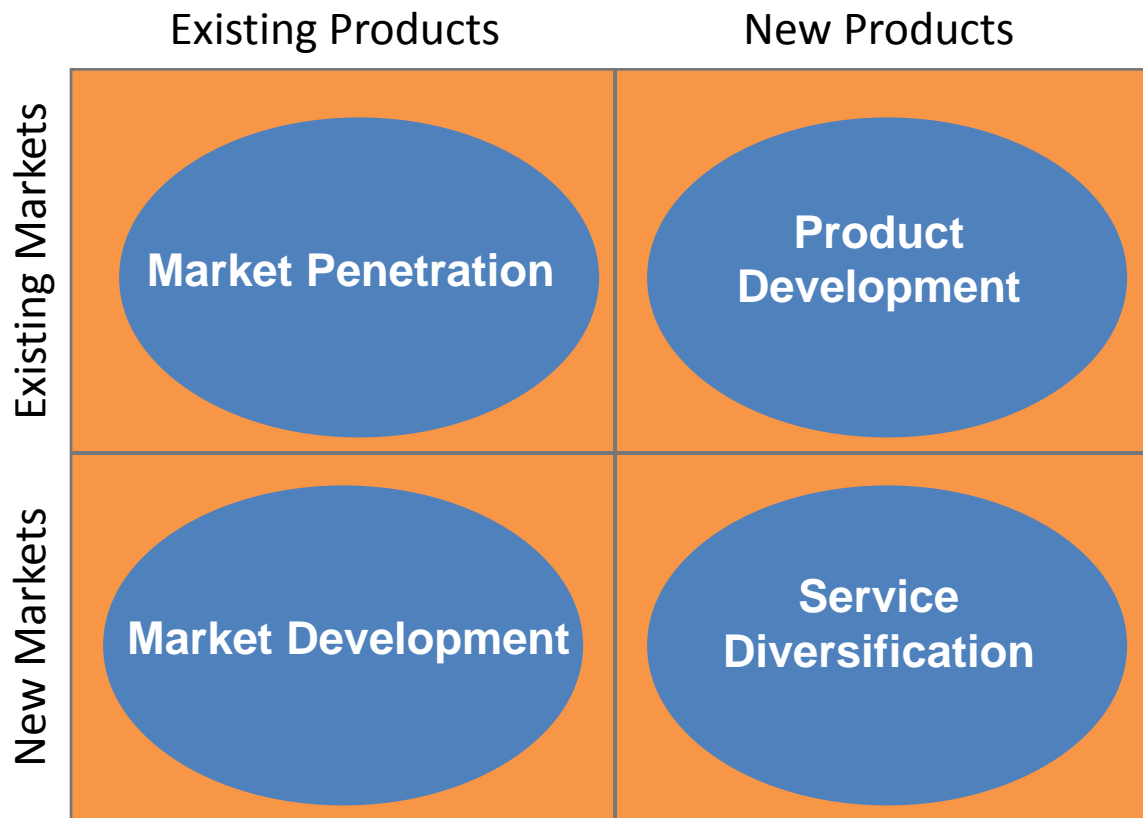 Existing Products
New Products
Existing Markets
Market Penetration
Product
Development
New Markets
Market Development
Service
Diversification